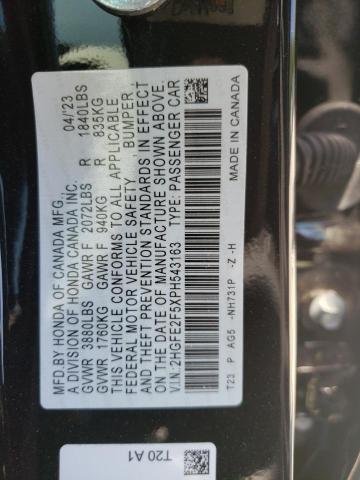 MFD.BY HONDA OF CANADA MFG. 04/'23
A DIVISION OF HONDA CANADA INC.
GVWR 3880LBS GAWR F 2072LBS R 1840LBS
GVWR 1760KG GAWR F 940KG R 835KG
THIS VEHICLE CONFORMS TO ALL APPLICABLE
FEDERAL MOTOR VEHICLE SAFETY, BUMPER,
AND THEFT PREVENTION STANDARDS IN EFFECT
ON THE DATE OF MANUFACTURE SHOWN ABOVE.
V.I.N: 2HGFE2F5XPH543163 TYPE: PASSENGER CAR
T23 P AG5 -NH731P -Z -H MADE IN CANADA
T20 A1